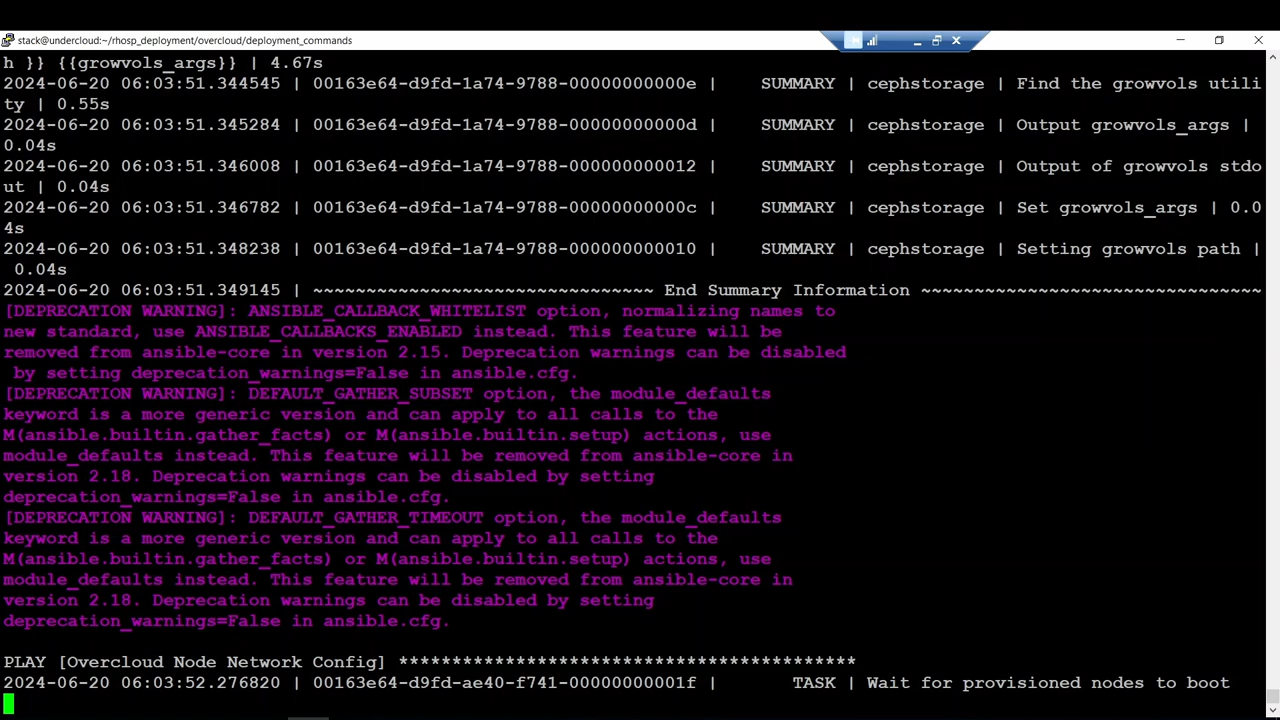 stack@undercloud:~/rhosp_deployment/overcloud/deployment_commands
h }} {{growvols_args}} | 4.67s
2024-06-20 06:03:51.344545 | 00163e64-d9fd-1a74-9788-00000000000e |    SUMMARY | cephstorage | Find the growvols utili
ty | 0.55s
2024-06-20 06:03:51.345284 | 00163e64-d9fd-1a74-9788-00000000000d |    SUMMARY | cephstorage | Output growvols_args |
0.04s
2024-06-20 06:03:51.346008 | 00163e64-d9fd-1a74-9788-000000000012 |    SUMMARY | cephstorage | Output of growvols stdo
ut | 0.04s
2024-06-20 06:03:51.346782 | 00163e64-d9fd-1a74-9788-00000000000c |    SUMMARY | cephstorage | Set growvols_args | 0.0
4s
2024-06-20 06:03:51.348238 | 00163e64-d9fd-1a74-9788-000000000010 |    SUMMARY | cephstorage | Setting growvols path |
 0.04s
2024-06-20 06:03:51.349145 | ~~~~~~~~~~~~~~~~~~~~~~~~~~~~~~~~ End Summary Information ~~~~~~~~~~~~~~~~~~~~~~~~~~~~~~~~
[DEPRECATION WARNING]: ANSIBLE_CALLBACK_WHITELIST option, normalizing names to
new standard, use ANSIBLE_CALLBACKS_ENABLED instead. This feature will be
removed from ansible-core in version 2.15. Deprecation warnings can be disabled
 by setting deprecation_warnings=False in ansible.cfg.
[DEPRECATION WARNING]: DEFAULT_GATHER_SUBSET option, the module_defaults
keyword is a more generic version and can apply to all calls to the
M(ansible.builtin.gather_facts) or M(ansible.builtin.setup) actions, use
module_defaults instead. This feature will be removed from ansible-core in
version 2.18. Deprecation warnings can be disabled by setting
deprecation_warnings=False in ansible.cfg.
[DEPRECATION WARNING]: DEFAULT_GATHER_TIMEOUT option, the module_defaults
keyword is a more generic version and can apply to all calls to the
M(ansible.builtin.gather_facts) or M(ansible.builtin.setup) actions, use
module_defaults instead. This feature will be removed from ansible-core in
version 2.18. Deprecation warnings can be disabled by setting
deprecation_warnings=False in ansible.cfg.
PLAY [Overcloud Node Network Config] *******************************************
2024-06-20 06:03:52.276820 | 00163e64-d9fd-ae40-f741-00000000001f |       TASK | Wait for provisioned nodes to boot